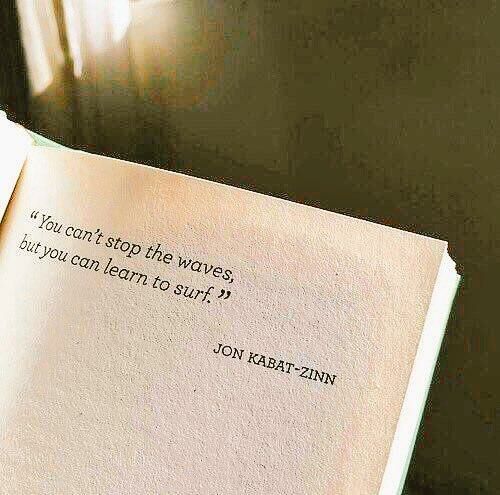 “You can’t stop the waves,
but you can learn to surf.”
JON KABAT-ZINN